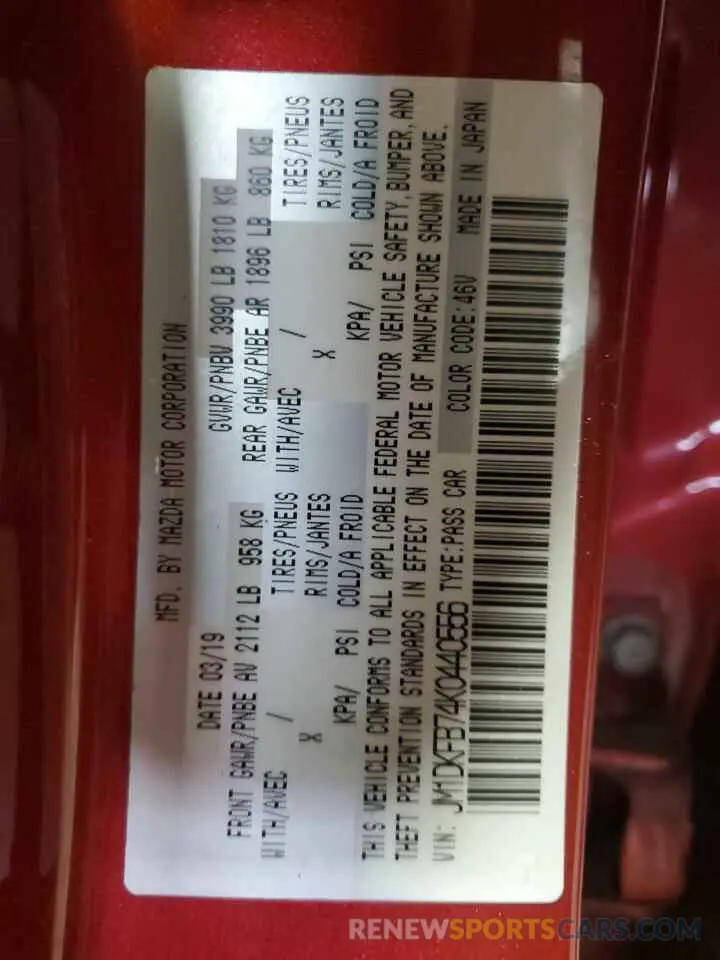 MFD. BY MAZDA MOTOR CORPORATION
DATE 03/19 GVWR/PNBV 3990 LB 1810 KG
FRONT GAWR/PNBE AV 2112 LB 958 KG REAR GAWR/PNBE AR 1896 LB 860 KG
WITH/AVEC / TIRES/PNEUS WITH/AVEC / TIRES/PNEUS
X RIMS/JANTES X RIMS/JANTES
KPA/ PSI COLD/A FROID KPA/ PSI COLD/A FROID
THIS VEHICLE CONFORMS TO ALL APPLICABLE FEDERAL MOTOR VEHICLE SAFETY, BUMPER, AND
THEFT PREVENTION STANDARDS IN EFFECT ON THE DATE OF MANUFACTURE SHOWN ABOVE.
VIN: JM1DKFB74K0440556 TYPE:PASS CAR COLOR CODE:46V MADE IN JAPAN
RENEWSPORTSCARS.COM